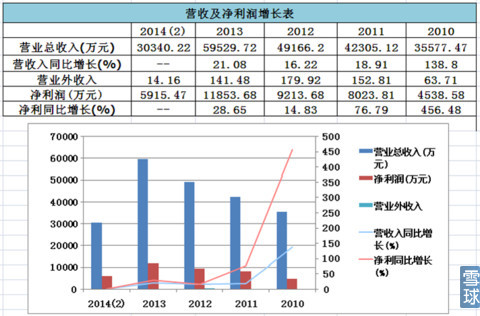 营收及净利润增长表
2014(2) 2013 2012 2011 2010
营业总收入(万元) 30340.22 59529.72 49166.2 42305.12 35577.47
营收入同比增长(%) -- 21.08 16.22 18.91 138.8
营业外收入 14.16 141.48 179.92 152.81 63.71
净利润(万元) 5915.47 11853.68 9213.68 8023.81 4538.58
净利同比增长(%) -- 28.65 14.83 76.79 456.48
70000
60000
50000
40000
30000
20000
10000
0
500
450
400
350
300
250
200
150
100
50
0
2014(2) 2013 2012 2011 2010
营业总收入(万
元)
净利润(万元)
营业外收入
营收入同比增
长(%)
净利同比增长
(%)
雪球